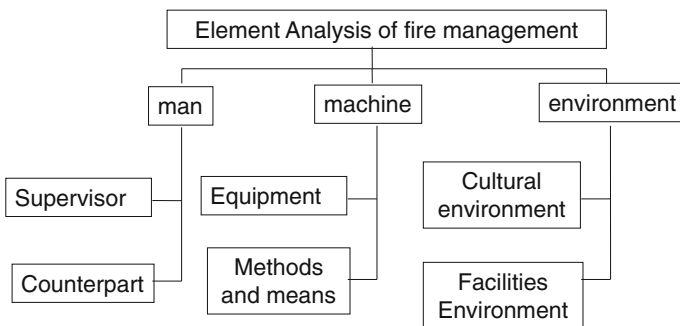 Element Analysis of fire management
man
machine
environment
Supervisor
Equipment
Cultural
environment
Counterpart
Methods
and means
Facilities
Environment